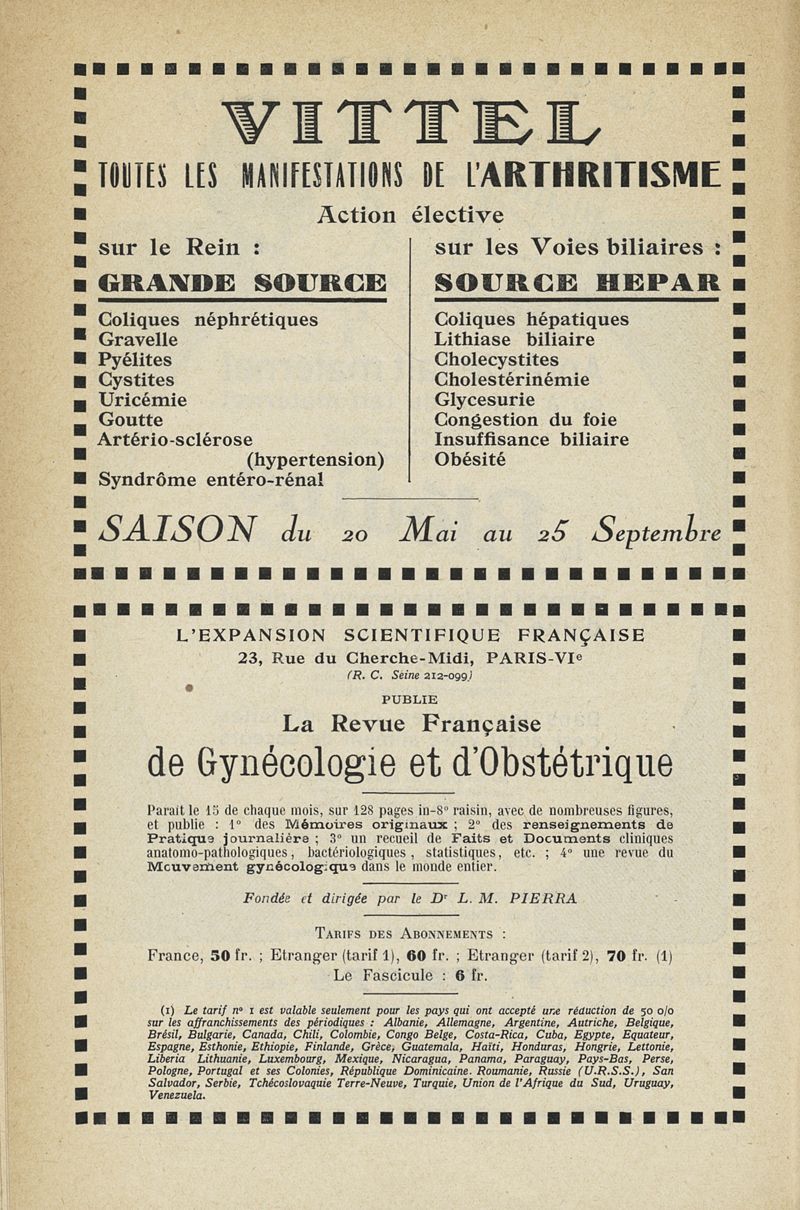 VITTEL
TOUTES LES MANIFESTATIONS DE L'ARTHRITISME
Action élective
sur le Rein :
GRANDE SOURCE
Coliques néphrétiques
Gravelle
Pyélites
Cystites
Uricémie
Goutte
Artério-sclérose
(hypertension)
Syndrôme entéro-rénal
sur les Voies biliaires :
SOURCE HEPAR
Coliques hépatiques
Lithiase biliaire
Cholecystites
Cholestérinémie
Glycesurie
Congestion du foie
Insuffisance biliaire
Obésité
SAISON du 20 Mai au 25 Septembre
L'EXPANSION SCIENTIFIQUE FRANÇAISE
23, Rue du Cherche-Midi, PARIS-VIe
(R. C. Seine 212-099)
PUBLIE
La Revue Française
de Gynécologie et d'Obstétrique
Parait le 15 de chaque mois, sur 128 pages in-8° raisin, avec de nombreuses figures,
et publie : 1° des Mémoires originaux ; 2° des renseignements de
Pratique journalière ; 3° un recueil de Faits et Documents cliniques
anatomo-pathologiques, bactériologiques, statistiques, etc. ; 4° une revue du
Mouvement gynécologique dans le monde entier.
Fondée et dirigée par le Dr L. M. PIERRA
TARIFS DES ABONNEMENTS :
France, 50 fr. ; Etranger (tarif 1), 60 fr. ; Etranger (tarif 2), 70 fr. (1)
Le Fascicule : 6 fr.
(1) Le tarif n° 1 est valable seulement pour les pays qui ont accepté une réduction de 50 o/o
sur les affranchissements des périodiques : Albanie, Allemagne, Argentine, Autriche, Belgique,
Brésil, Bulgarie, Canada, Chili, Colombie, Congo Belge, Costa-Rica, Cuba, Egypte, Equateur,
Espagne, Esthonie, Ethiopie, Finlande, Grèce, Guatemala, Haïti, Honduras, Hongrie, Lettonie,
Liberia Lithuanie, Luxembourg, Mexique, Nicaragua, Panama, Paraguay, Pays-Bas, Perse,
Pologne, Portugal et ses Colonies, République Dominicaine. Roumanie, Russie (U.R.S.S.), San
Salvador, Serbie, Tchécoslovaquie Terre-Neuve, Turquie, Union de l'Afrique du Sud, Uruguay,
Venezuela.